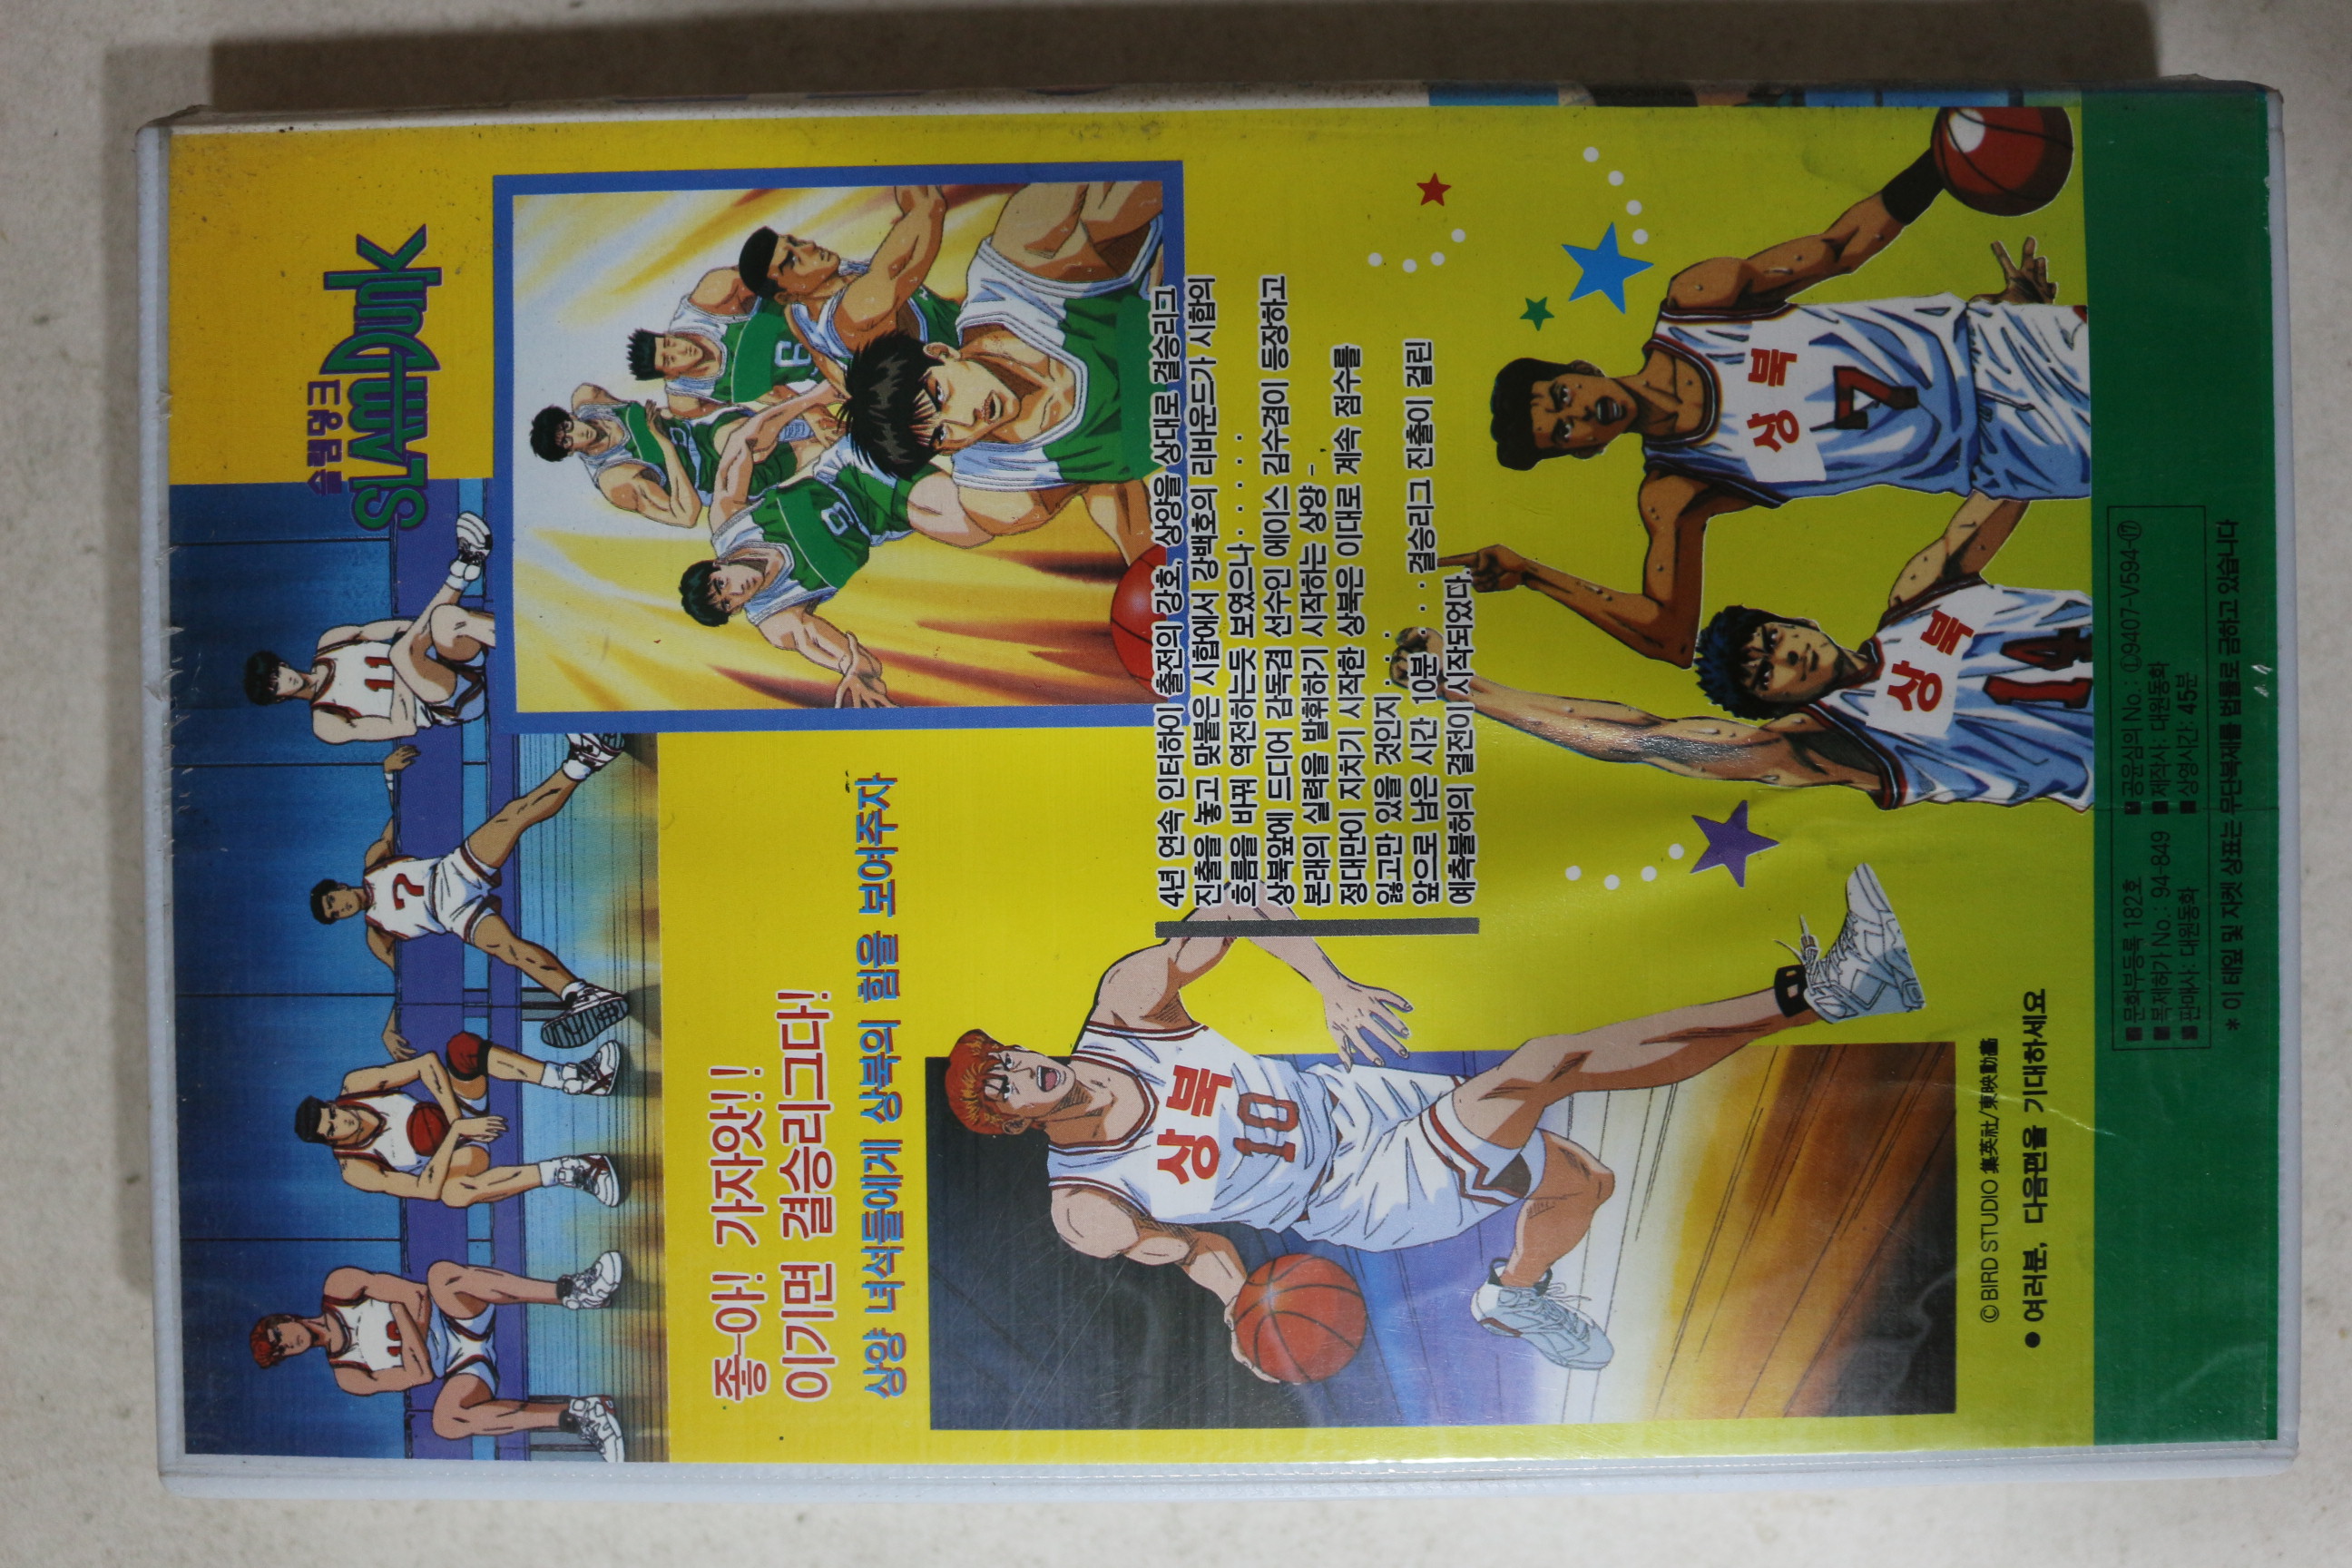 슬램덩크
SLAM DUNK
11
7
10
6
9
좋—아! 가자앗!!
이기면 결승리그다!
상양 녀석들에게 상북의 힘을 보여주자
4년 연속 인터하이 출전의 강호, 상양을 상대로 결승리그
진출을 놓고 맞붙은 시합에서 강백호의 리바운드가 시합의
흐름을 바꿔 역전하는듯 보였으나· · · · ·
상북앞에 드디어 감독겸 선수인 에이스 김수겸이 등장하고
본래의 실력을 발휘하기 시작하는 상양 –,
정대만이 지치기 시작한 상북은 이대로 계속 점수를
잃고만 있을 것인지· · ·
앞으로 남은 시간 10분· · · ·결승리그 진출이 걸린
예측불허의 결전이 시작되었다.
상북
10
상북
7
상북
14
©BIRD STUDIO 集英社/東映動畵
● 여러분, 다음편을 기대하세요
■문화부등록 182호 ■공윤심의 No.: Ⓛ9407-V594-⑰
■복제허가 No.: 94-849 ■제작사: 대원동화
■판매사: 대원동화 ■상영시간: 45분
* 이 테잎 및 자켓 상표는 무단복제를 법률로 금하고 있습니다